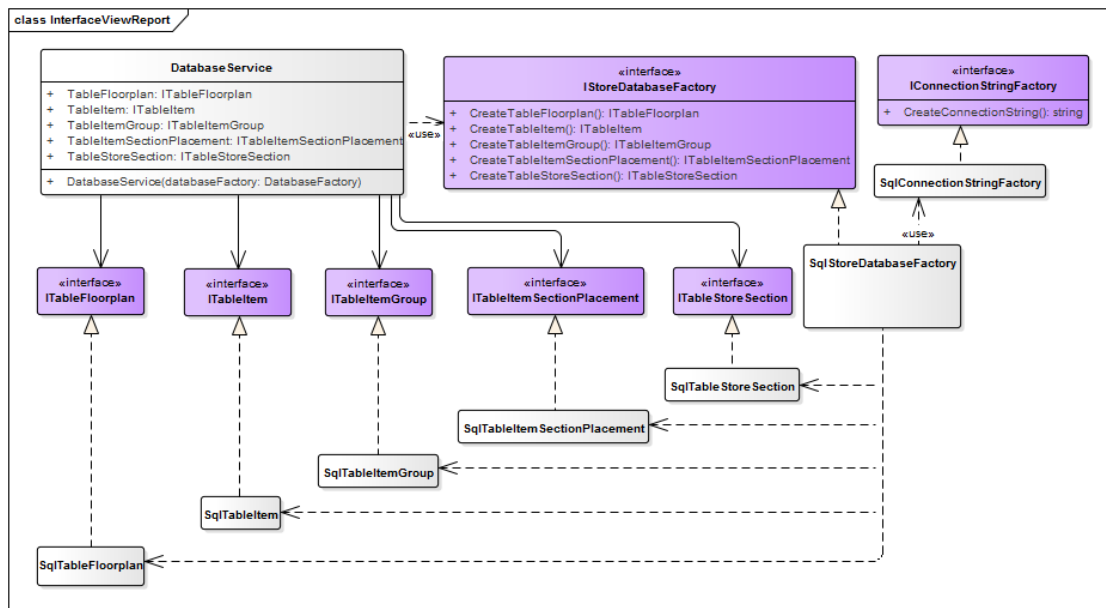 class InterfaceViewReport
DatabaseService
+ TableFloorplan: ITableFloorplan
+ TableItem: ITableItem
+ TableItemGroup: ITableItemGroup
+ TableItemSectionPlacement: ITableItemSectionPlacement
+ TableStoreSection: ITableStoreSection
+ DatabaseService(databaseFactory: DatabaseFactory)
«use»
«interface»
IStoreDatabaseFactory
+ CreateTableFloorplan(): ITableFloorplan
+ CreateTableItem(): ITableItem
+ CreateTableItemGroup(): ITableItemGroup
+ CreateTableItemSectionPlacement(): ITableItemSectionPlacement
+ CreateTableStoreSection(): ITableStoreSection
«interface»
IConnectionStringFactory
+ CreateConnectionString(): string
SqlConnectionStringFactory
«use»
SqlStoreDatabaseFactory
«interface»
ITableFloorplan
«interface»
ITableItem
«interface»
ITableItemGroup
«interface»
ITableItemSectionPlacement
«interface»
ITableStoreSection
SqlTableStoreSection
SqlTableItemSectionPlacement
SqlTableItemGroup
SqlTableItem
SqlTableFloorplan